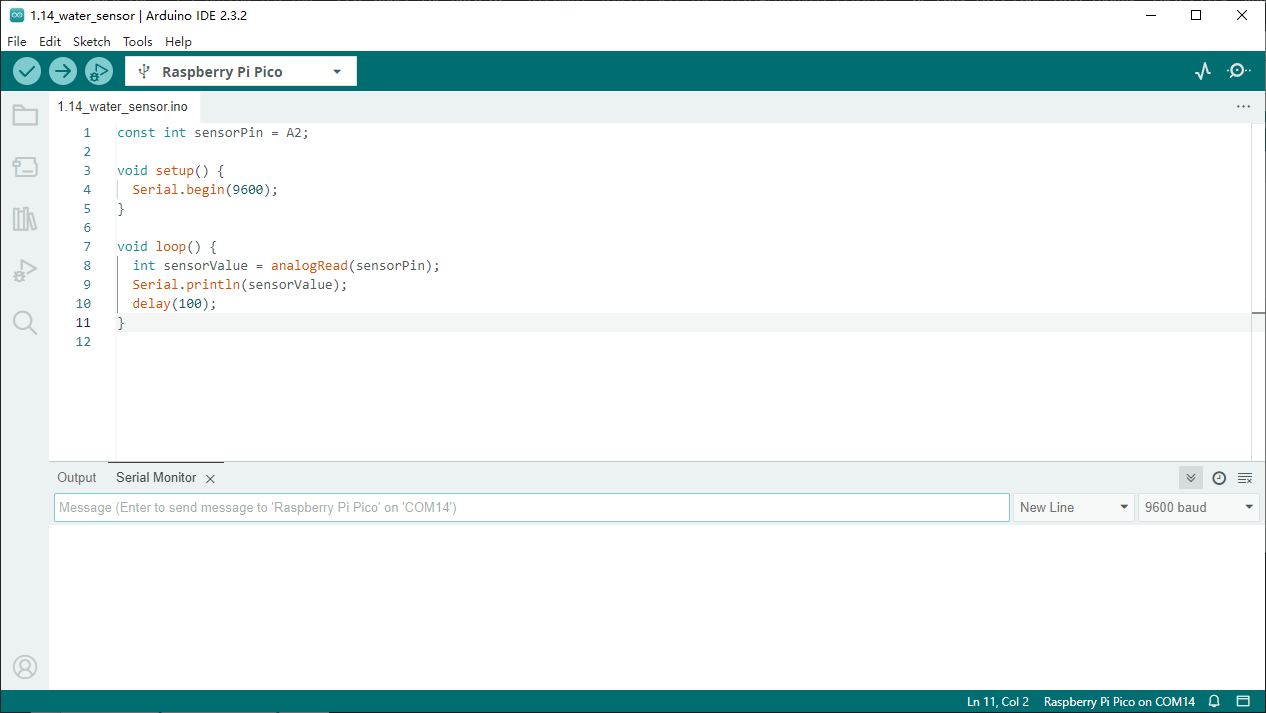 1.14_water_sensor | Arduino IDE 2.3.2
File Edit Sketch Tools Help
Raspberry Pi Pico
1.14_water_sensor.ino
1 const int sensorPin = A2;
2
3 void setup() {
4   Serial.begin(9600);
5 }
6
7 void loop() {
8   int sensorValue = analogRead(sensorPin);
9   Serial.println(sensorValue);
10   delay(100);
11 }
12
Output Serial Monitor
Message (Enter to send message to 'Raspberry Pi Pico' on 'COM14') New Line 9600 baud
Ln 11, Col 2 Raspberry Pi Pico on COM14